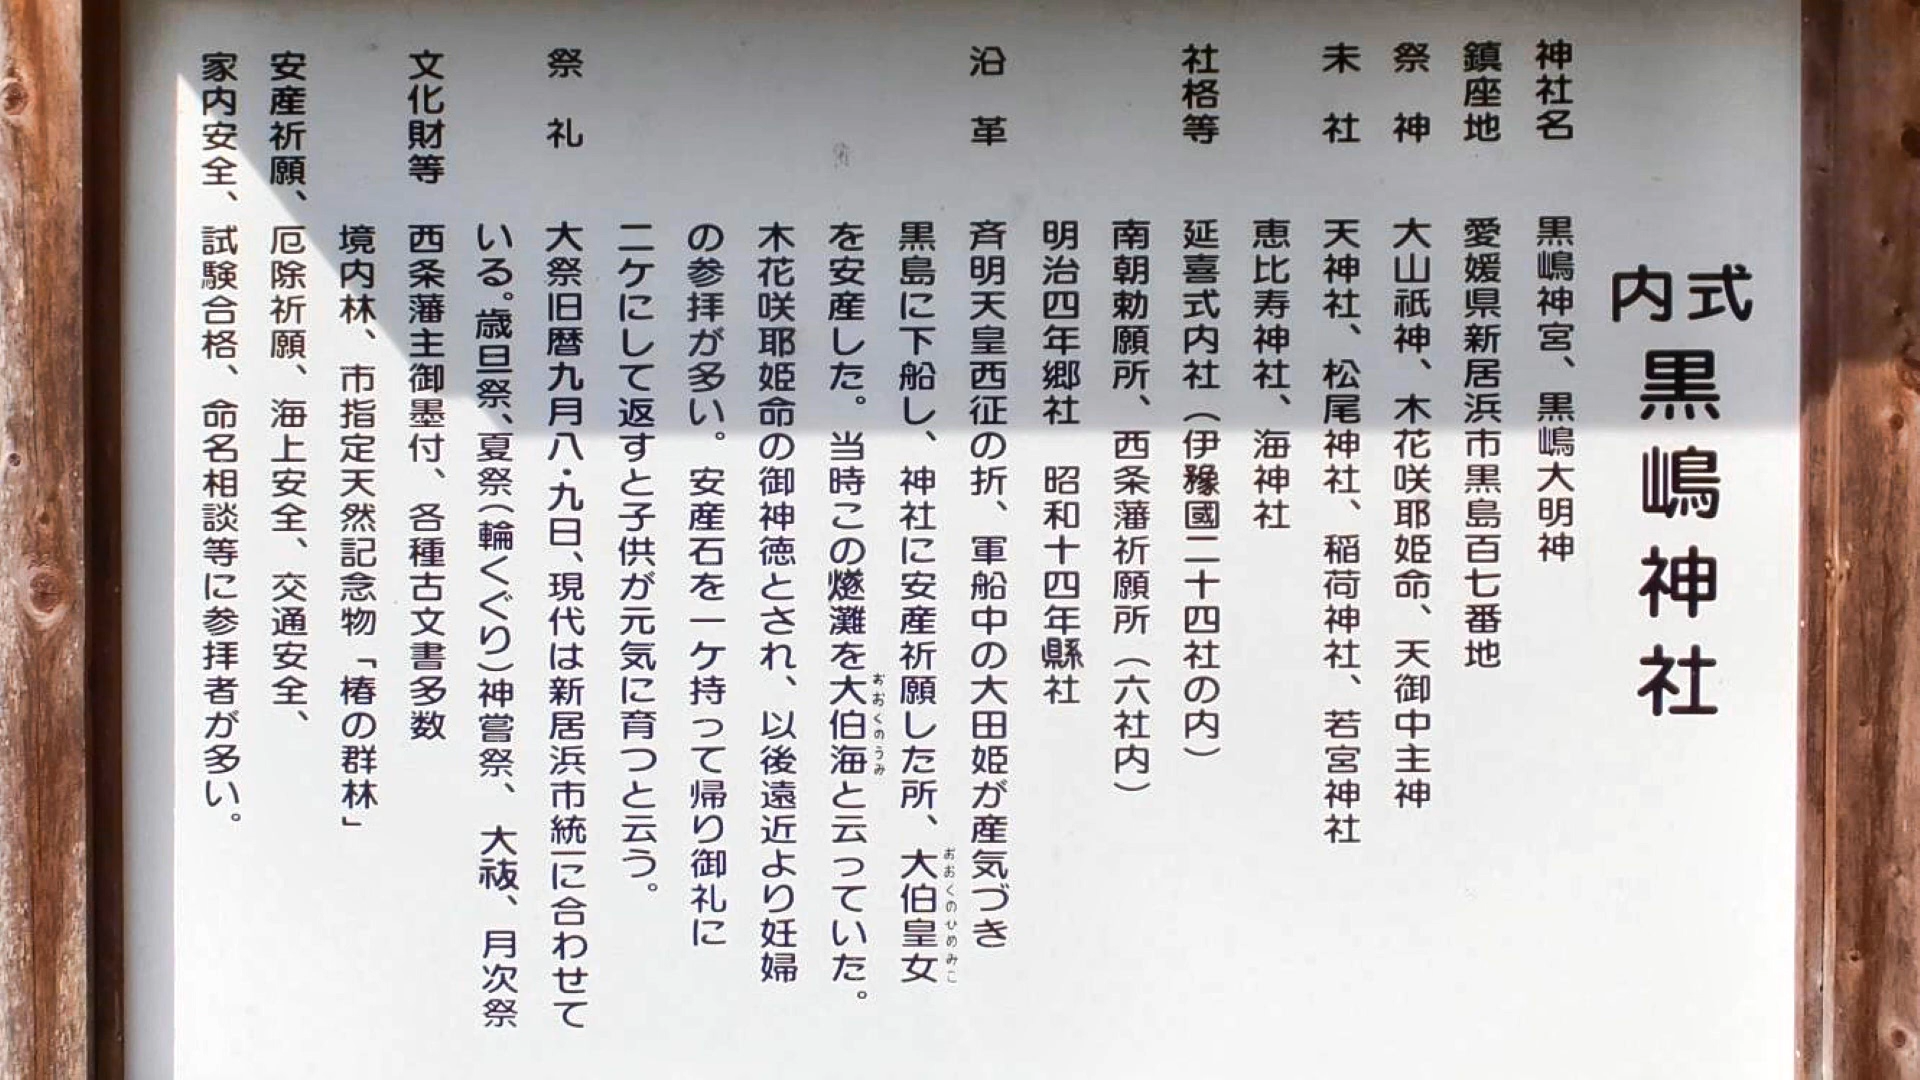 式内 黒嶋神社
神社名 黒嶋神宮、黒嶋大明神
鎮座地 愛媛県新居浜市黒島百七番地
祭神 大山祇神、木花咲耶姫命、天御中主神
末社 天神社、松尾神社、稲荷神社、若宮神社
恵比寿神社、海神社
社格等 延喜式内社（伊豫國二十四社の内）
南朝勅願所、西条藩祈願所（六社内）
明治四年郷社 昭和十四年縣社
沿革 斉明天皇西征の折、軍船中の大田姫が産気づき
黒島に下船し、神社に安産祈願した所、大伯皇女
おおくのひめみこ
を安産した。当時この燧灘を大伯海と云っていた。
おおくのうみ
木花咲耶姫命の御神徳とされ、以後遠近より妊婦
の参拝が多い。安産石を一ケ持って帰り御礼に
二ケにして返すと子供が元気に育つと云う。
祭礼 大祭旧暦九月八・九日、現代は新居浜市統一に合わせて
いる。歳旦祭、夏祭（輪くぐり）神嘗祭、大祓、月次祭
文化財等 西条藩主御墨付、各種古文書多数
境内林、市指定天然記念物「椿の群林」
安産祈願、厄除祈願、海上安全、交通安全、
家内安全、試験合格、命名相談等に参拝者が多い。